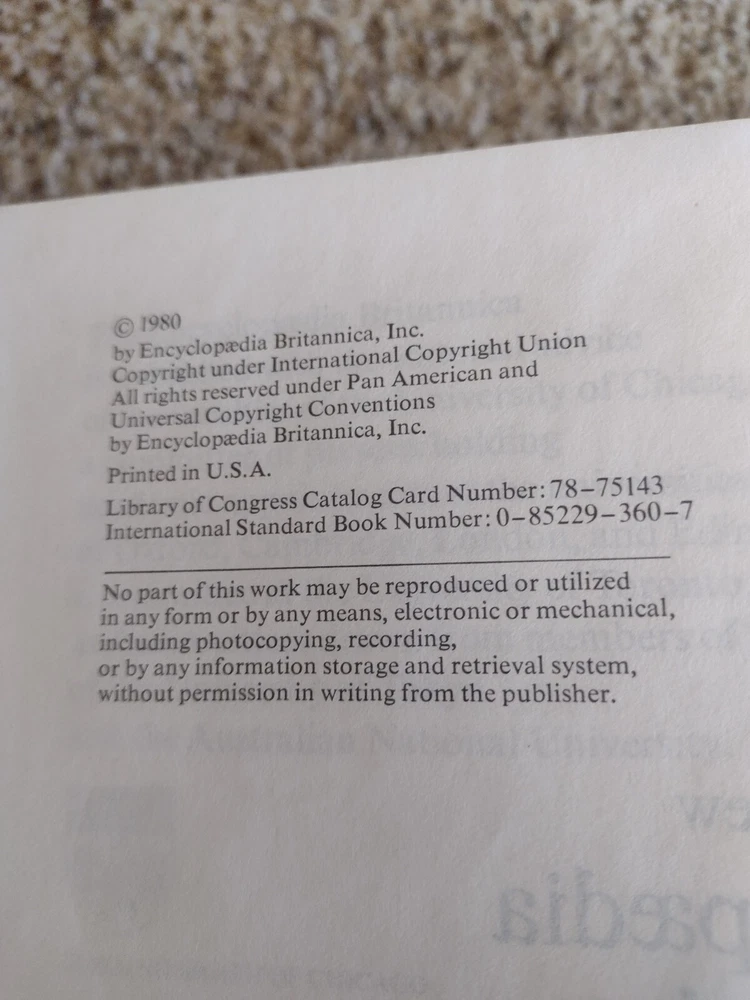 © 1980
by Encyclopædia Britannica, Inc.
Copyright under International Copyright Union
All rights reserved under Pan American and
Universal Copyright Conventions
by Encyclopædia Britannica, Inc.
Printed in U.S.A.
Library of Congress Catalog Card Number: 78-75143
International Standard Book Number: 0-85229-360-7
No part of this work may be reproduced or utilized
in any form or by any means, electronic or mechanical,
including photocopying, recording,
or by any information storage and retrieval system,
without permission in writing from the publisher.